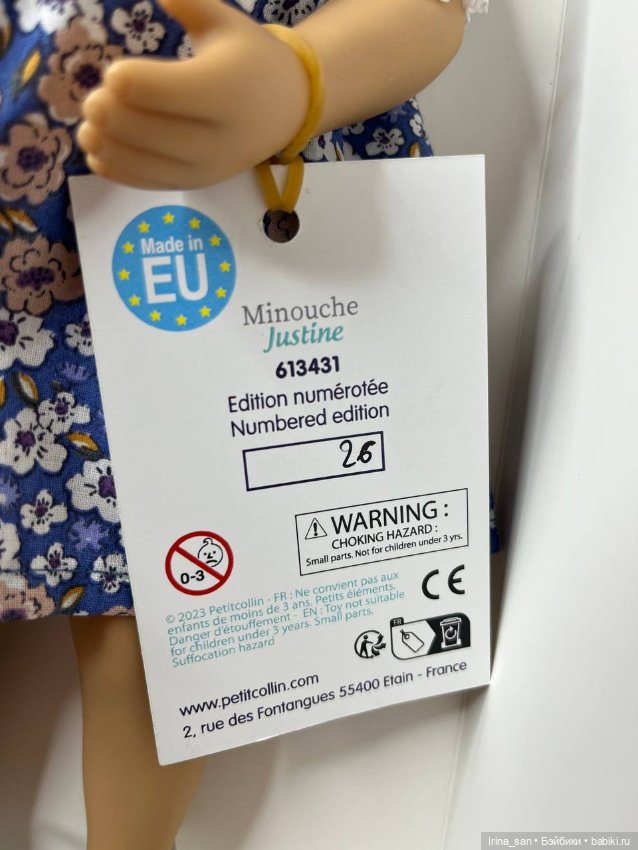 Made in
EU
Minouche
Justine
613431
Edition numérotée
Numbered edition
26
WARNING :
CHOKING HAZARD :
Small parts. Not for children under 3 yrs.
0-3
© 2023 Petitcollin - FR : Ne convient pas aux
enfants de moins de 3 ans. Petits éléments.
Danger d'étouffement - EN : Toy not suitable
for children under 3 years. Small parts.
Suffocation hazard
CE
FR
www.petitcollin.com
2, rue des Fontangues 55400 Etain - France
Irina_san • Бэйбики • babiki.ru